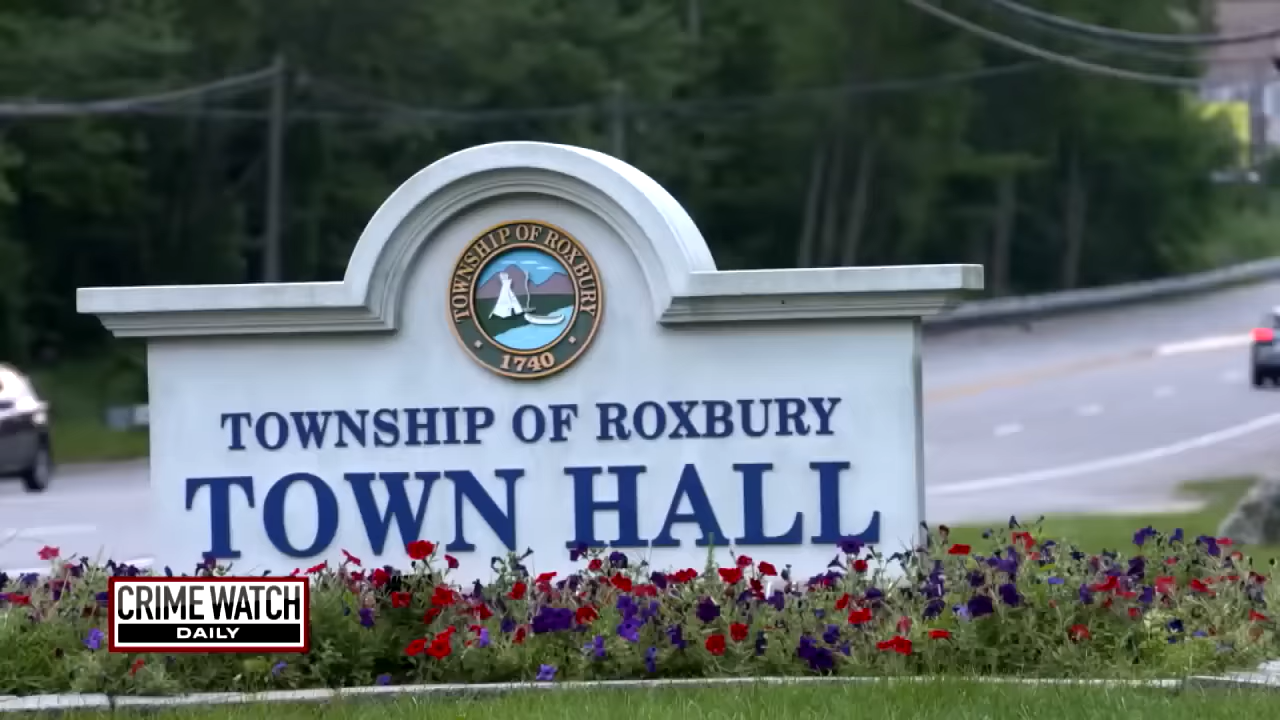 TOWNSHIP OF ROXBURY
1740
TOWNSHIP OF ROXBURY
TOWN HALL
CRIME WATCH
DAILY